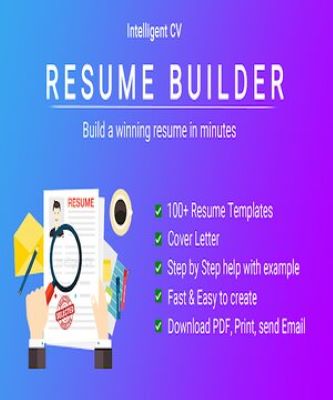 Intelligent CV
RESUME BUILDER
Build a winning resume in minutes
RESUME
SELECTED
100+ Resume Templates
Cover Letter
Step by Step help with example
Fast & Easy to create
Download PDF, Print, send Email